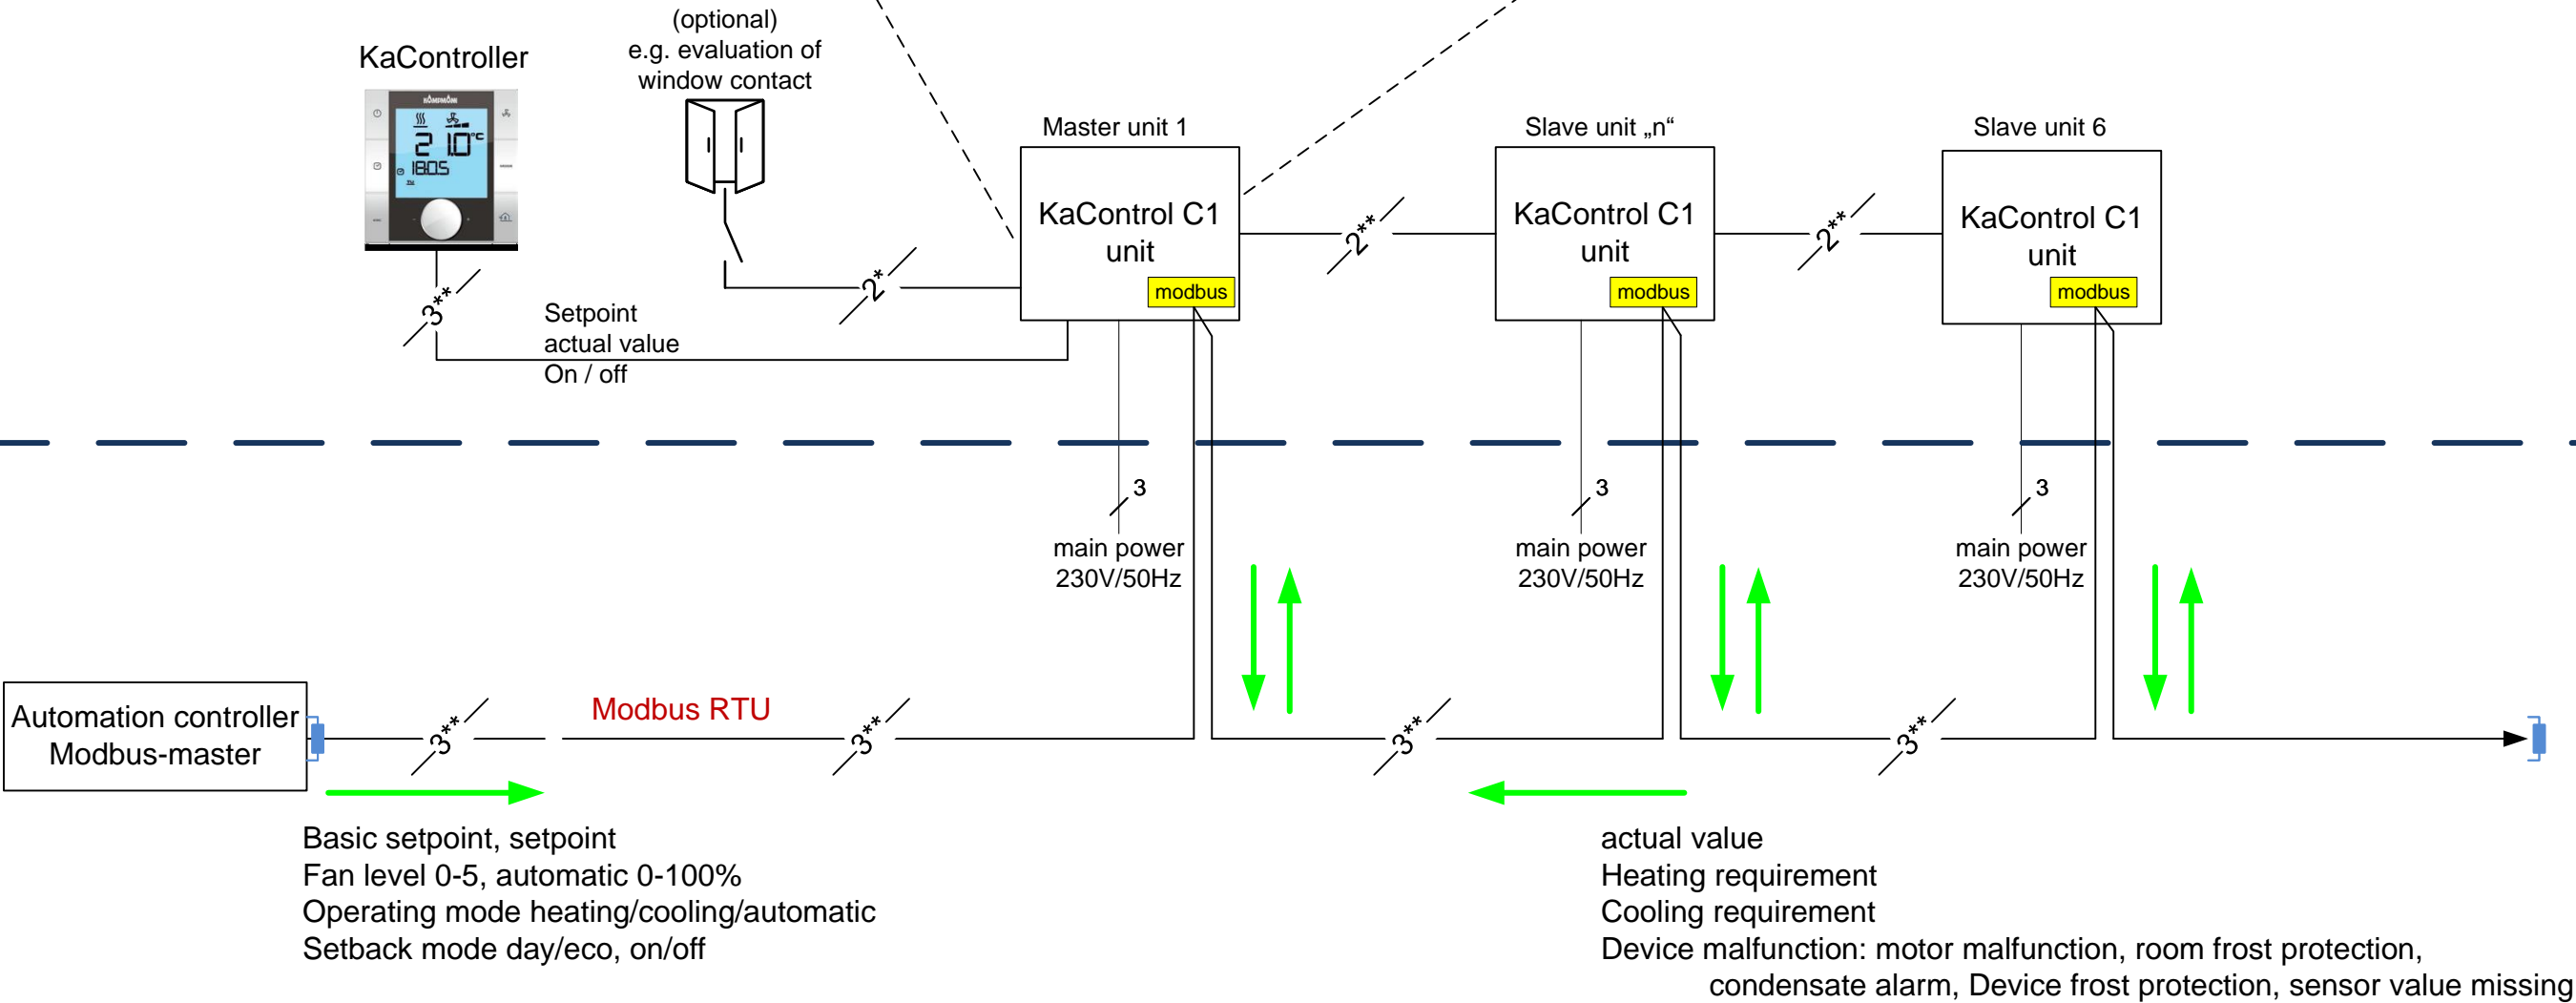 (optional)
e.g. evaluation of
window contact
KaController
KAMPMANN
21.0°C
18:05
Master unit 1
Slave unit „n“
Slave unit 6
KaControl C1
unit
modbus
KaControl C1
unit
modbus
KaControl C1
unit
modbus
2**
2**
2*
3**
Setpoint
actual value
On / off
3
3
3
main power
230V/50Hz
main power
230V/50Hz
main power
230V/50Hz
Automation controller
Modbus-master
3**
Modbus RTU
3**
3**
3**
Basic setpoint, setpoint
Fan level 0-5, automatic 0-100%
Operating mode heating/cooling/automatic
Setback mode day/eco, on/off
actual value
Heating requirement
Cooling requirement
Device malfunction: motor malfunction, room frost protection,
condensate alarm, Device frost protection, sensor value missing